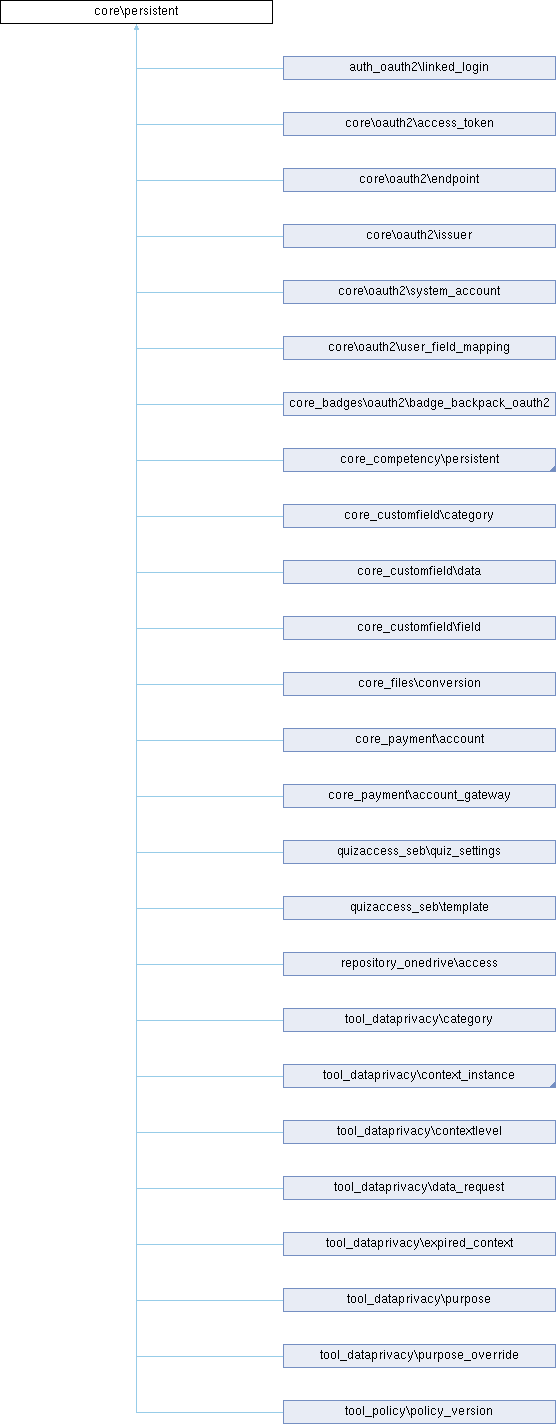 core\persistent
auth_oauth2\linked_login
core\oauth2\access_token
core\oauth2\endpoint
core\oauth2\issuer
core\oauth2\system_account
core\oauth2\user_field_mapping
core_badges\oauth2\badge_backpack_oauth2
core_competency\persistent
core_customfield\category
core_customfield\data
core_customfield\field
core_files\conversion
core_payment\account
core_payment\account_gateway
quizaccess_seb\quiz_settings
quizaccess_seb\template
repository_onedrive\access
tool_dataprivacy\category
tool_dataprivacy\context_instance
tool_dataprivacy\contextlevel
tool_dataprivacy\data_request
tool_dataprivacy\expired_context
tool_dataprivacy\purpose
tool_dataprivacy\purpose_override
tool_policy\policy_version